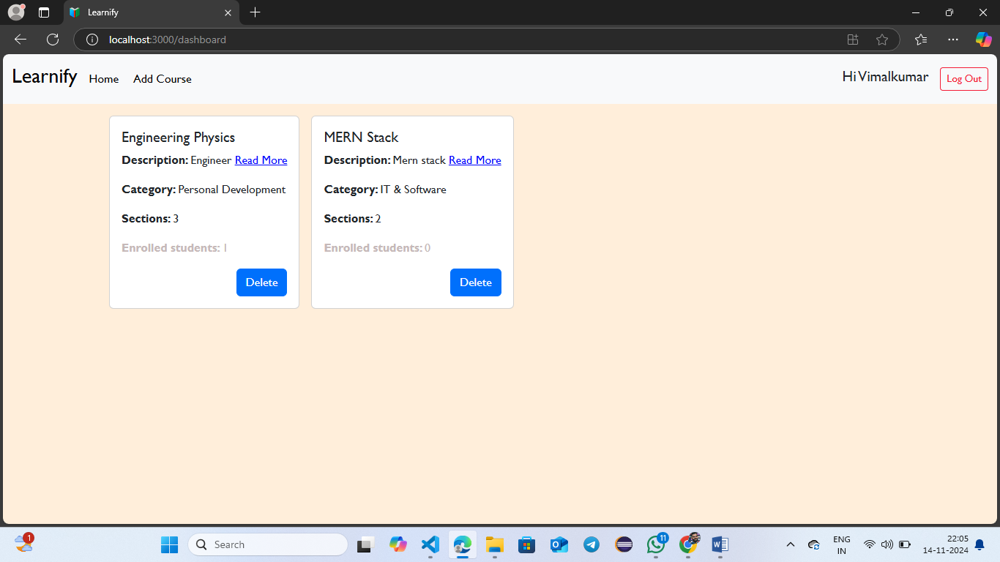 Learnify
localhost:3000/dashboard
Learnify Home Add Course Hi Vimalkumar Log Out
Engineering Physics
Description: Engineer Read More
Category: Personal Development
Sections: 3
Enrolled students: 1
Delete
MERN Stack
Description: Mern stack Read More
Category: IT & Software
Sections: 2
Enrolled students: 0
Delete
1
Search
11
ENG
IN
22:05
14-11-2024